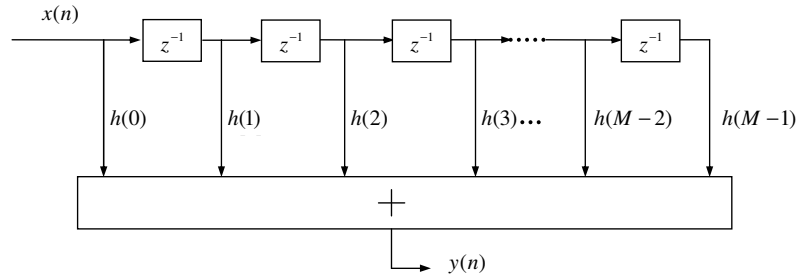 x(n)
z⁻¹ z⁻¹ z⁻¹ ..... z⁻¹
h(0) h(1) h(2) h(3)... h(M − 2) h(M − 1)
+
y(n)